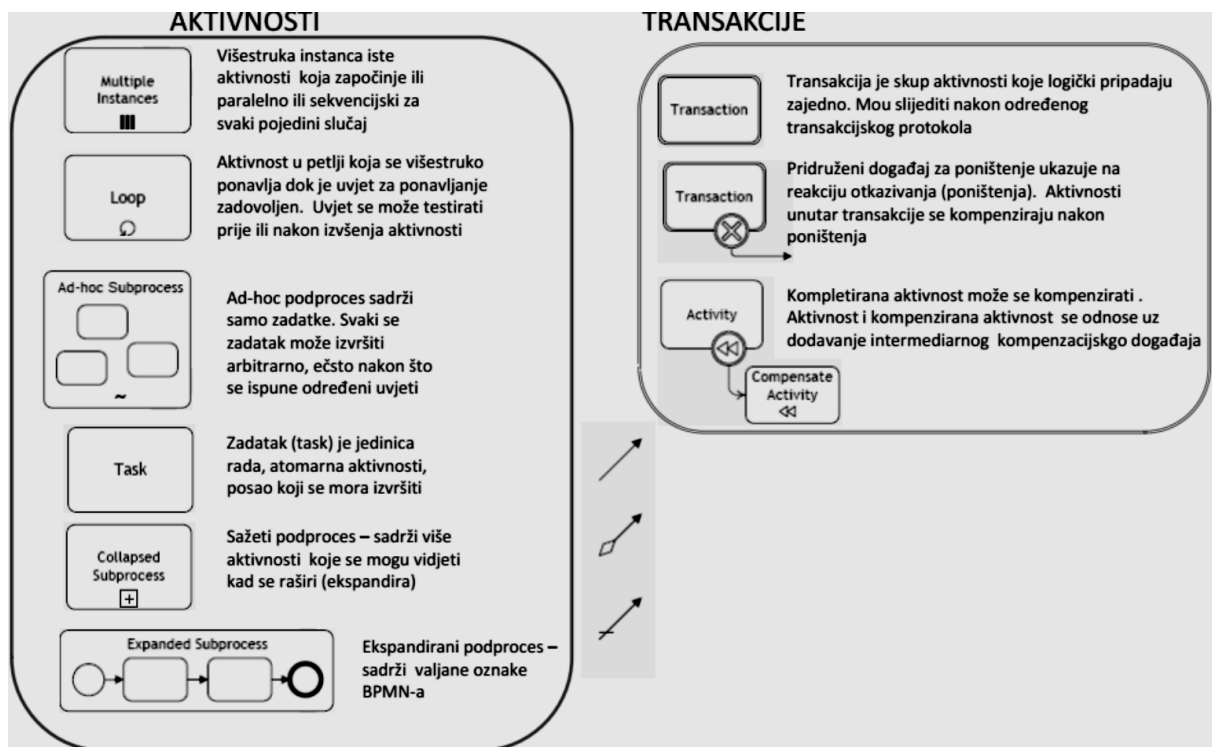 AKTIVNOSTI
Multiple
Instances
Višestruka instanca iste
aktivnosti koja započinje ili
paralelno ili sekvencijski za
svaki pojedini slučaj
Loop
Aktivnost u petlji koja se višestruko
ponavlja dok je uvjet za ponavljanje
zadovoljen. Uvjet se može testirati
prije ili nakon izvšenja aktivnosti
Ad-hoc Subprocess
~
Ad-hoc podproces sadrži
samo zadatke. Svaki se
zadatak može izvršiti
arbitrarno, ečsto nakon što
se ispune određeni uvjeti
Task
Zadatak (task) je jedinica
rada, atomarna aktivnosti,
posao koji se mora izvršiti
Collapsed
Subprocess
+
Sažeti podproces – sadrži više
aktivnosti koje se mogu vidjeti
kad se raširi (ekspandira)
Expanded Subprocess
Ekspandirani podproces –
sadrži valjane oznake
BPMN-a
TRANSAKCIJE
Transaction
Transakcija je skup aktivnosti koje logički pripadaju
zajedno. Mou slijediti nakon određenog
transakcijskog protokola
Transaction
Pridruženi događaj za poništenje ukazuje na
reakciju otkazivanja (poništenja). Aktivnosti
unutar transakcije se kompenziraju nakon
poništenja
Activity
Compensate
Activity
Kompletirana aktivnost može se kompenzirati .
Aktivnost i kompenzirana aktivnost se odnose uz
dodavanje intermediarnog kompenzacijskgo događaja